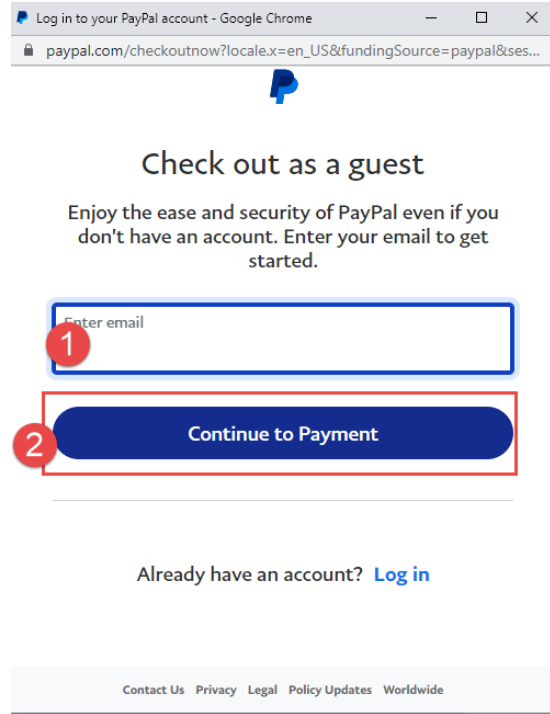 Log in to your PayPal account - Google Chrome
paypal.com/checkoutnow?locale.x=en_US&fundingSource=paypal&ses...
Check out as a guest
Enjoy the ease and security of PayPal even if you
don't have an account. Enter your email to get
started.
Enter email
1
2
Continue to Payment
Already have an account? Log in
Contact Us Privacy Legal Policy Updates Worldwide